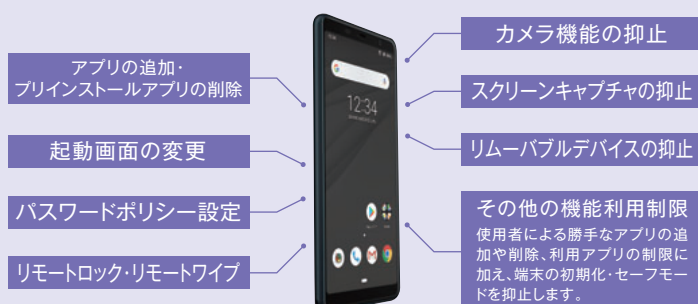 アプリの追加・
プリインストールアプリの削除
起動画面の変更
パスワードポリシー設定
リモートロック・リモートワイプ
12:34
カメラ機能の抑止
スクリーンキャプチャの抑止
リムーバブルデバイスの抑止
その他の機能利用制限
使用者による勝手なアプリの追
加や削除、利用アプリの制限に
加え、端末の初期化・セーフモー
ドを抑止します。